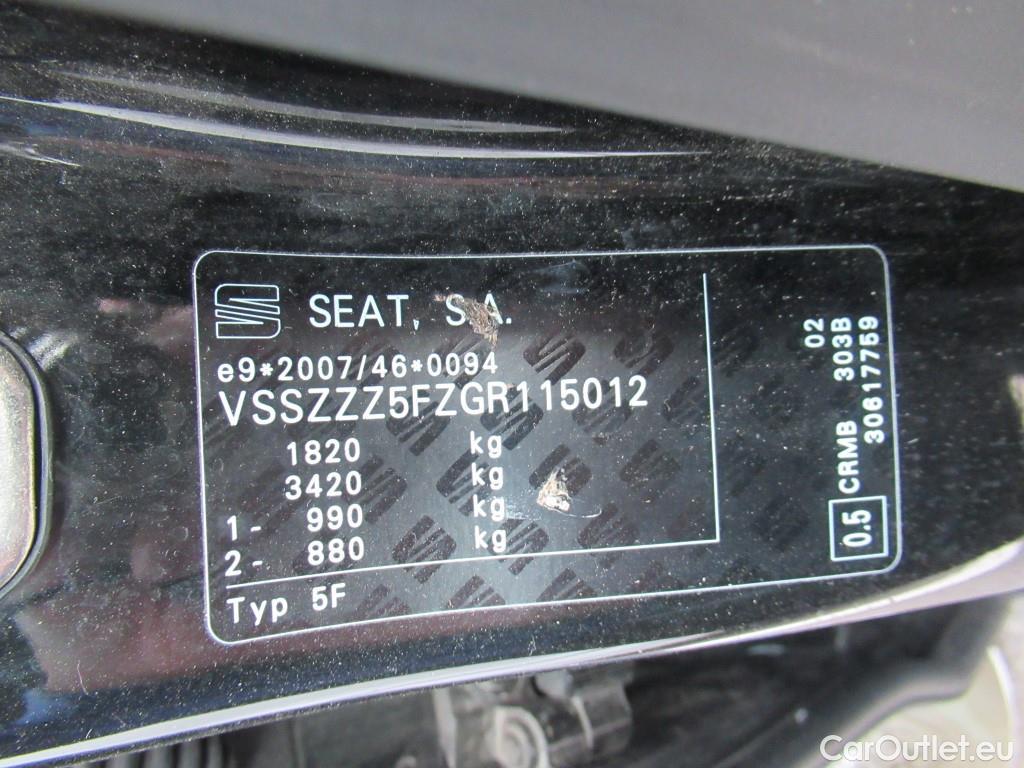 SEAT, S.A.
e9*2007/46*0094
VSSZZZ5FZGR115012
1820 kg
3420 kg
1- 990 kg
2- 880 kg
Typ 5F
02
0.5 CRMB 303B
30617759
CarOutlet.eu